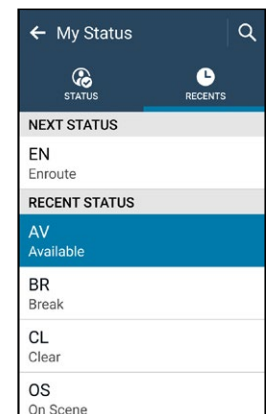 My Status
STATUS
RECENTS
NEXT STATUS
EN
Enroute
RECENT STATUS
AV
Available
BR
Break
CL
Clear
OS
On Scene